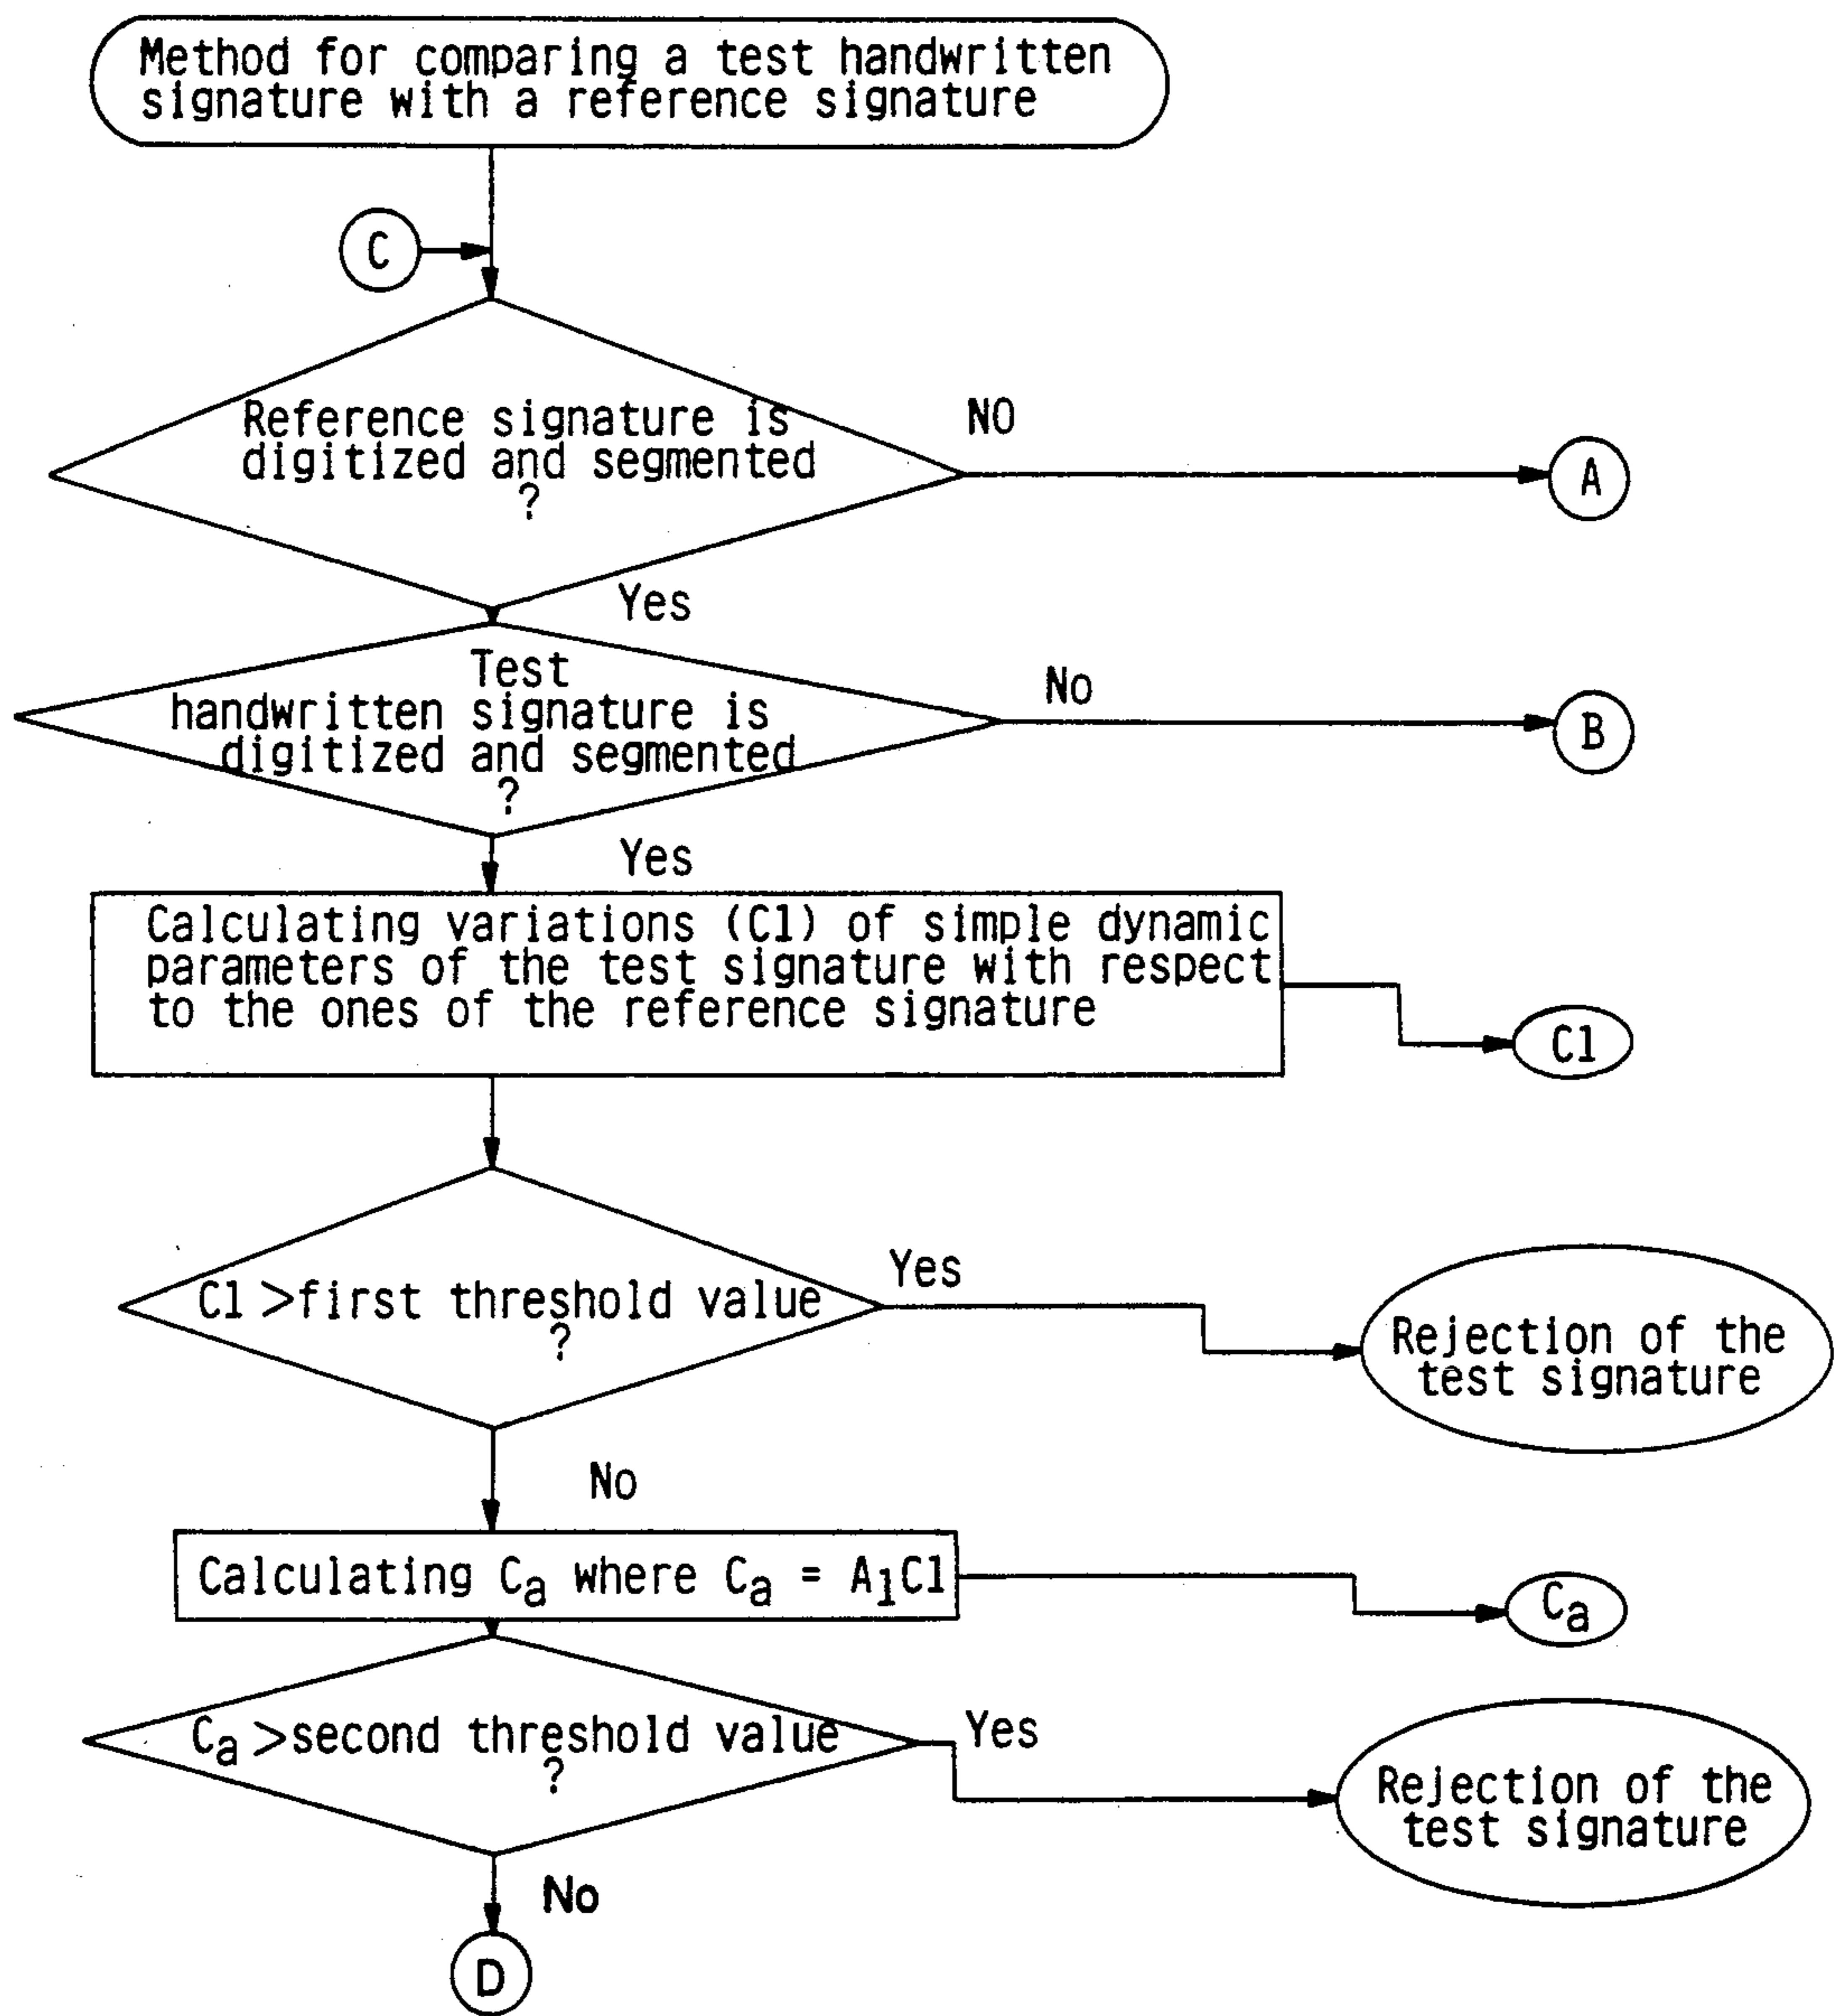 Method for comparing a test handwritten
signature with a reference signature
C
Reference signature is
digitized and segmented
?
NO
A
Yes
Test
handwritten signature is
digitized and segmented
?
No
B
Yes
Calculating variations (C1) of simple dynamic
parameters of the test signature with respect
to the ones of the reference signature
C1
C1 >first threshold value
?
Yes
Rejection of the
test signature
No
Calculating Ca where Ca = A1C1
Ca
Ca >second threshold value
?
Yes
Rejection of the
test signature
No
D